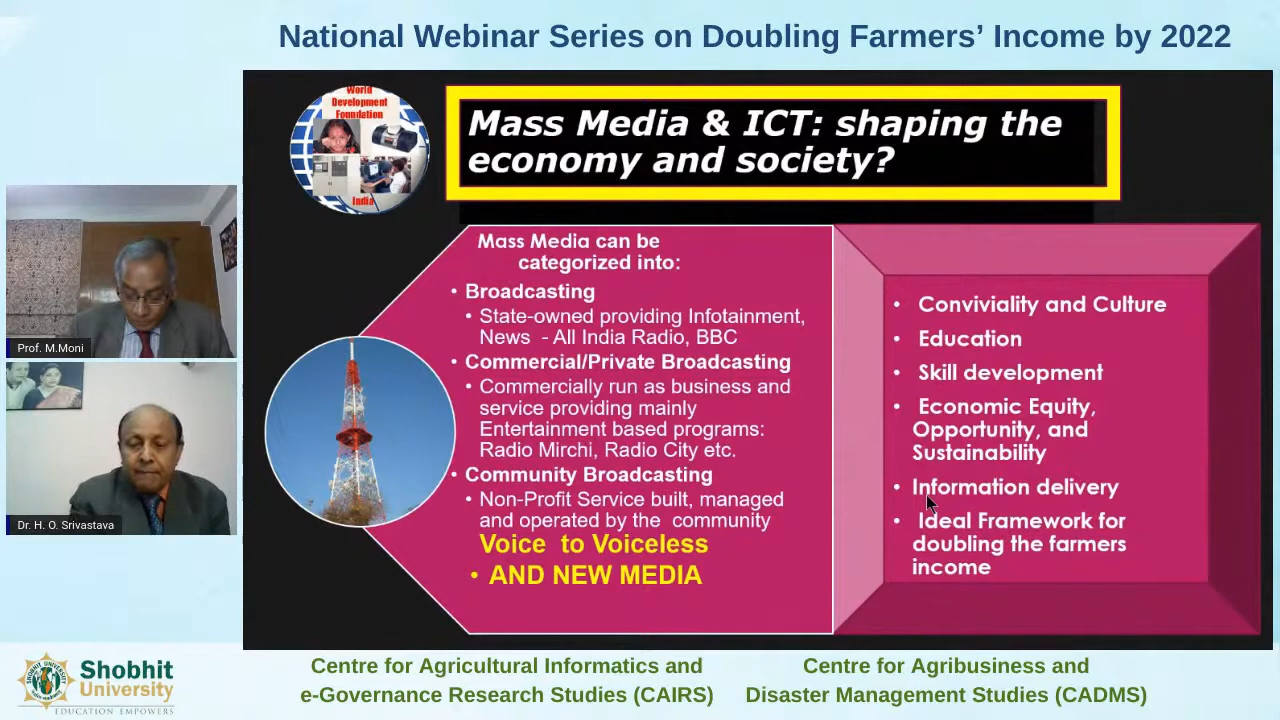 National Webinar Series on Doubling Farmers’ Income by 2022
World
Development
Foundation
India
Mass Media & ICT: shaping the
economy and society?
Mass Media can be
categorized into:
• Broadcasting
• State-owned providing Infotainment,
News - All India Radio, BBC
• Commercial/Private Broadcasting
• Commercially run as business and
service providing mainly
Entertainment based programs:
Radio Mirchi, Radio City etc.
• Community Broadcasting
• Non-Profit Service built, managed
and operated by the community
Voice to Voiceless
• AND NEW MEDIA
• Conviviality and Culture
• Education
• Skill development
• Economic Equity,
Opportunity, and
Sustainability
• Information delivery
• Ideal Framework for
doubling the farmers
income
Prof. M.Moni
Dr. H. O. Srivastava
Shobhit
University
EDUCATION EMPOWERS
Centre for Agricultural Informatics and
e-Governance Research Studies (CAIRS)
Centre for Agribusiness and
Disaster Management Studies (CADMS)